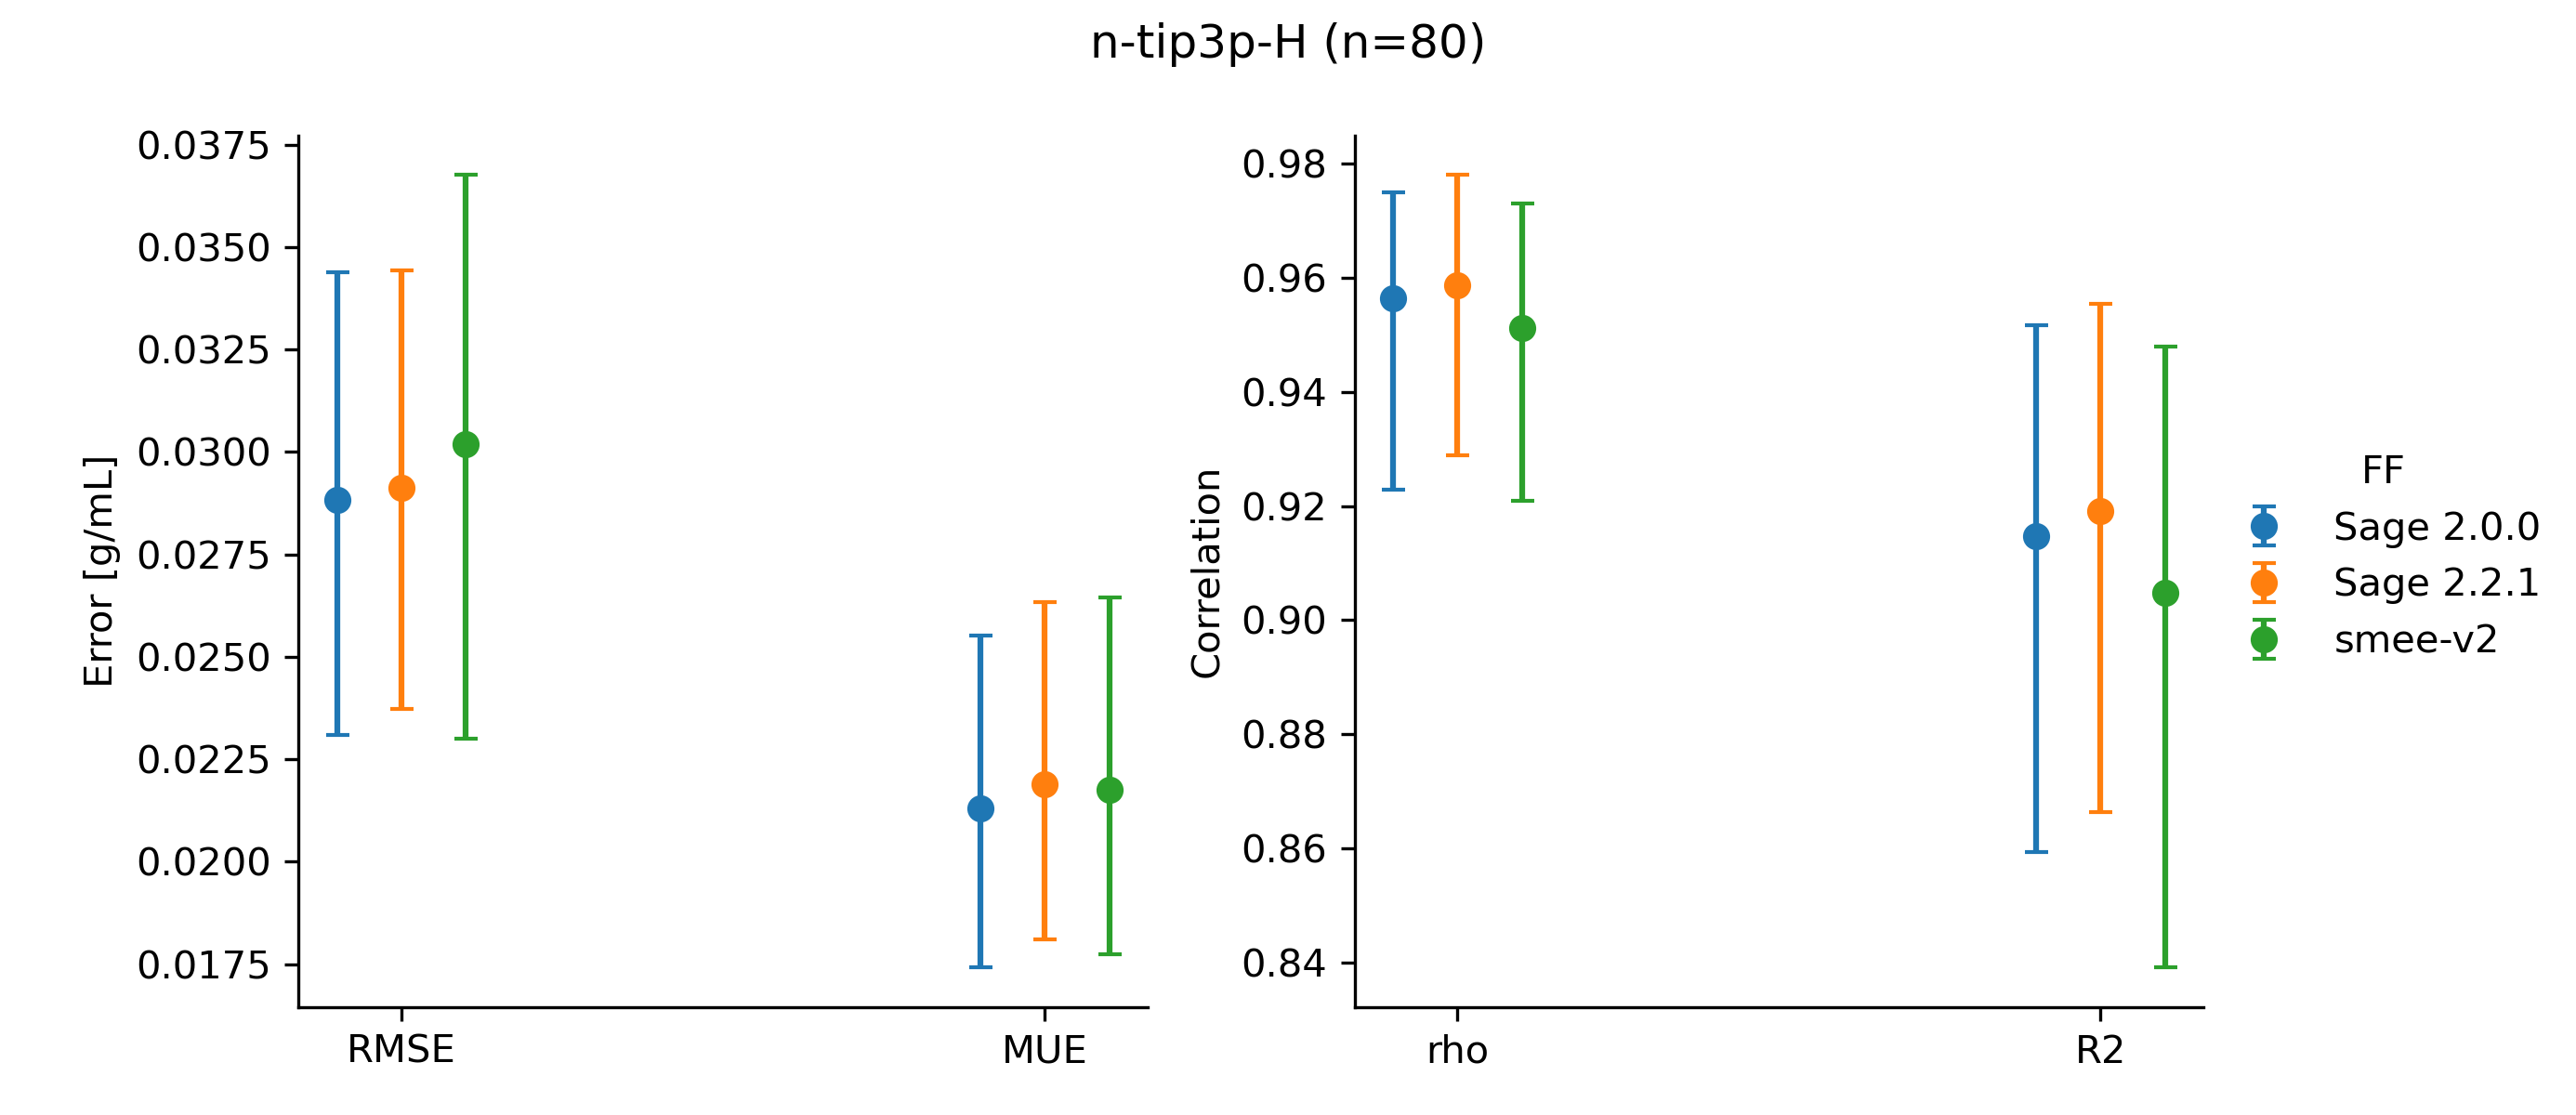 n-tip3p-H (n=80)
Error [g/mL]
0.0375
0.0350
0.0325
0.0300
0.0275
0.0250
0.0225
0.0200
0.0175
RMSE
MUE
Correlation
0.98
0.96
0.94
0.92
0.90
0.88
0.86
0.84
rho
R2
FF
Sage 2.0.0
Sage 2.2.1
smee-v2